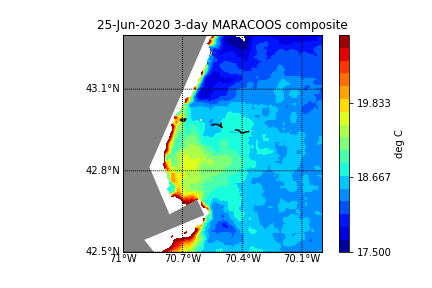 25-Jun-2020 3-day MARACOOS composite
43.1°N
42.8°N
42.5°N
71°W 70.7°W 70.4°W 70.1°W
19.833
18.667
17.500
deg C